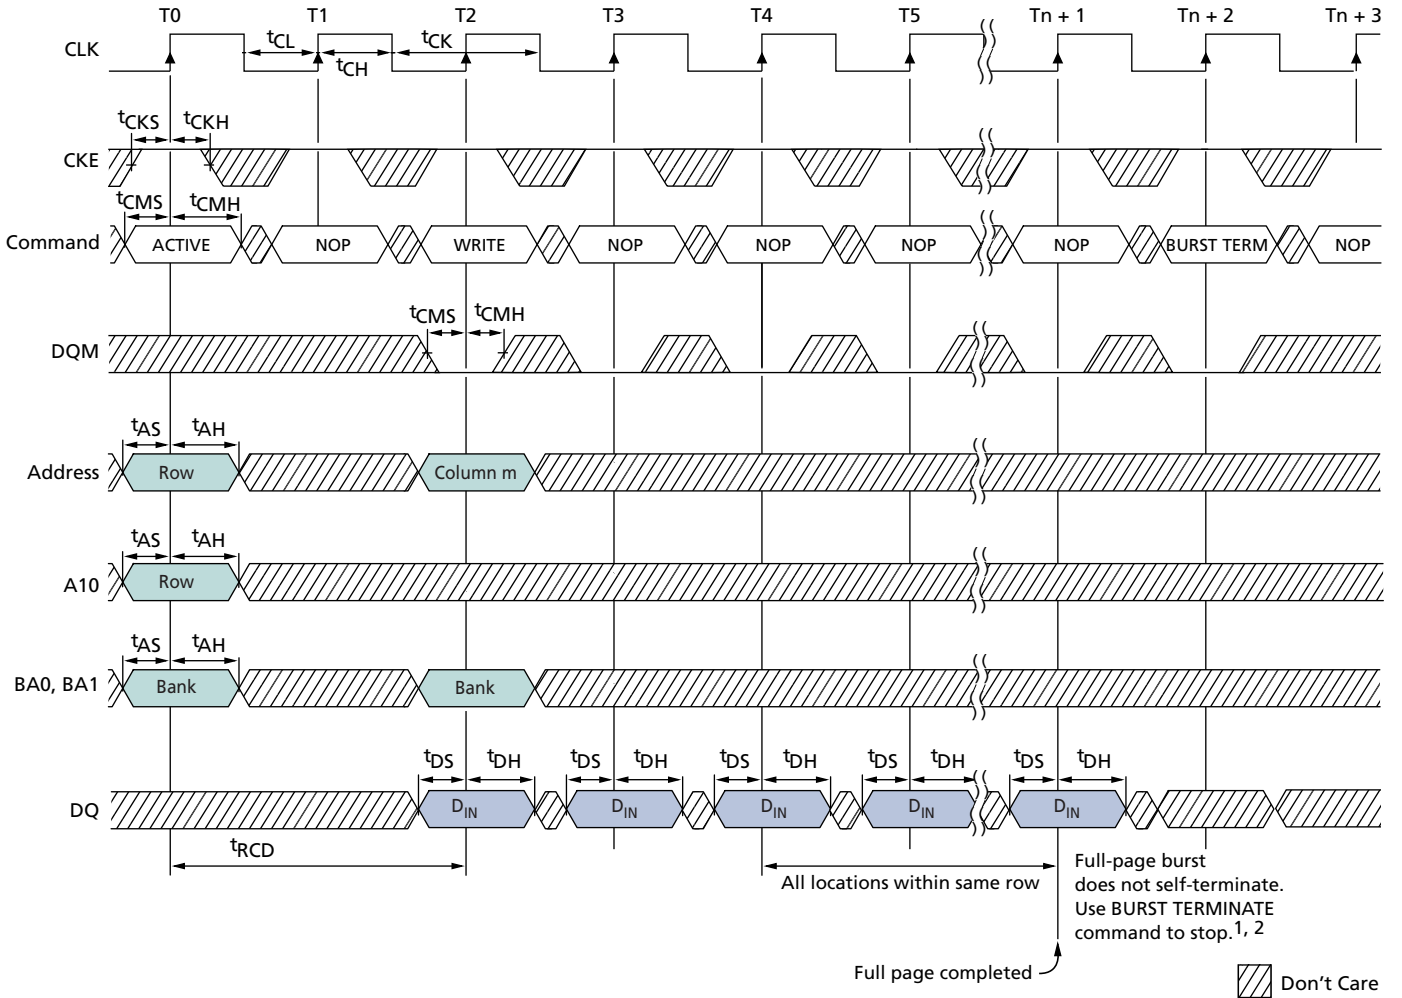 T0 T1 T2 T3 T4 T5 Tn + 1 Tn + 2 Tn + 3
CLK tCL tCH tCK
tCKS tCKH
CKE
tCMS tCMH
Command ACTIVE NOP WRITE NOP NOP NOP NOP BURST TERM NOP
tCMS tCMH
DQM
tAS tAH
Address Row Column m
tAS tAH
A10 Row
tAS tAH
BA0, BA1 Bank Bank
tDS tDH tDS tDH tDS tDH tDS tDH tDS tDH
DQ DIN DIN DIN DIN DIN
tRCD
All locations within same row
Full-page burst
does not self-terminate.
Use BURST TERMINATE
command to stop.1, 2
Full page completed
Don't Care